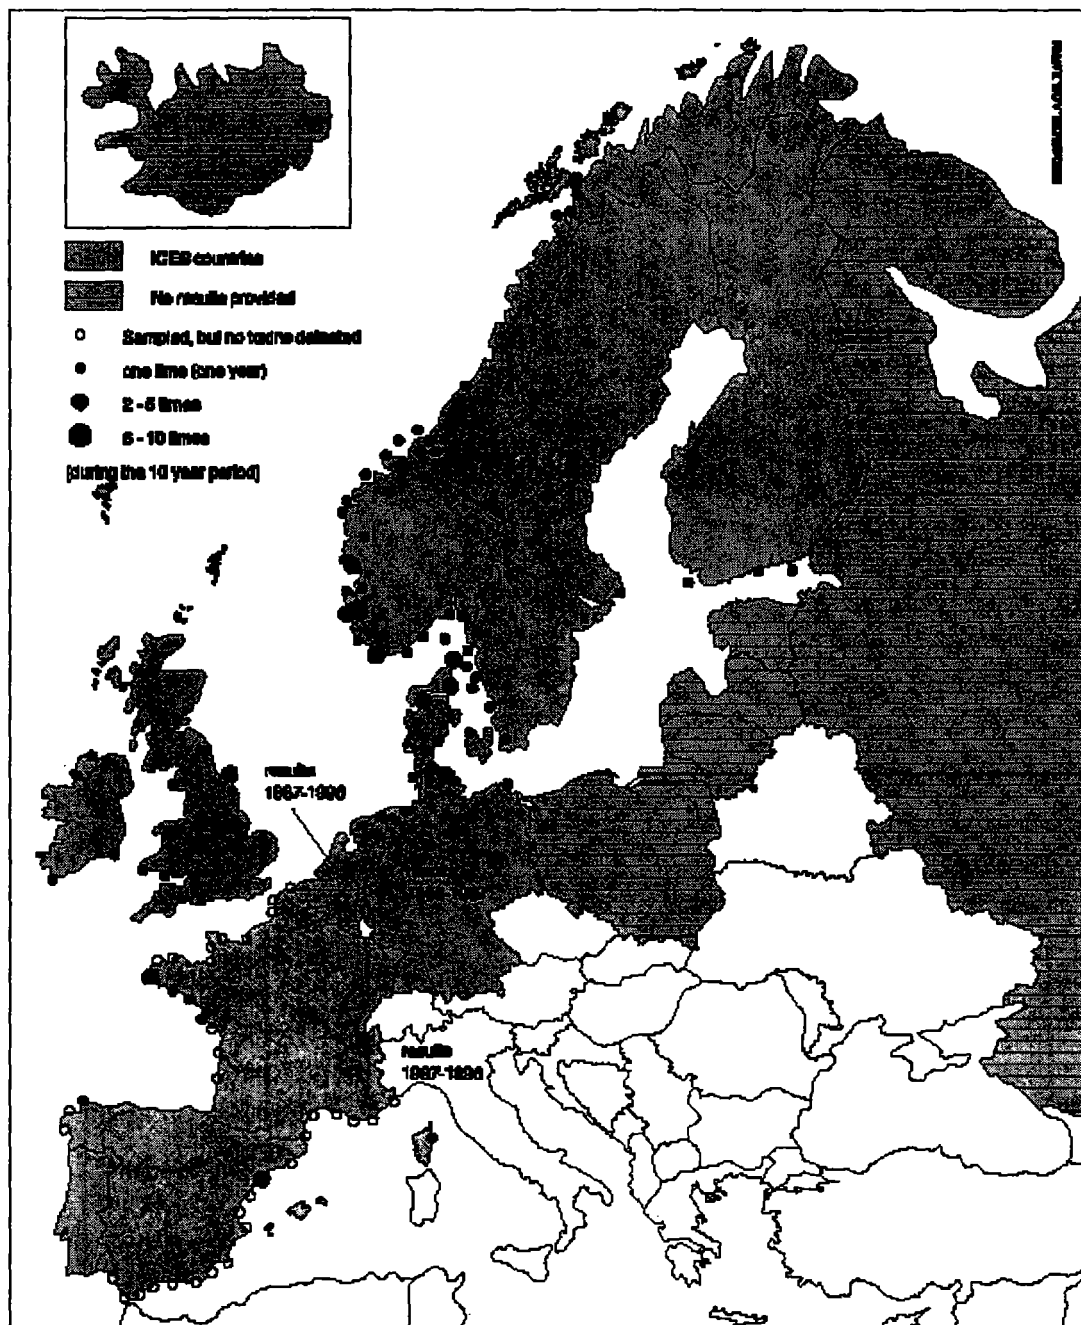 ICES countries
No results provided
Sampled, but no toxins detected
one time (one year)
2 - 5 times
6 - 10 times
(during the 10 year period)
results
results